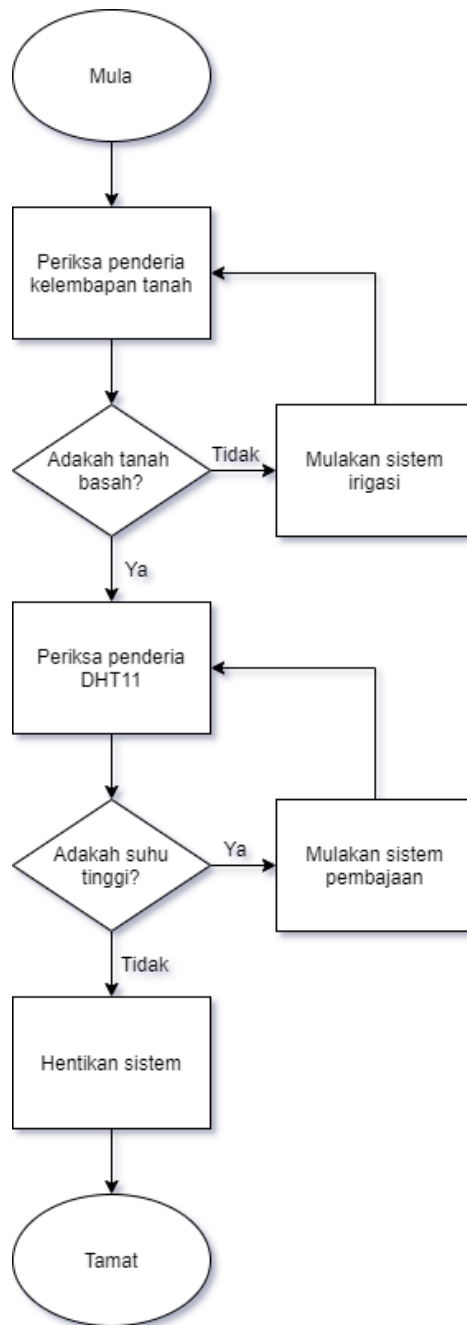 Mula
Periksa penderia
kelembapan tanah
Adakah tanah
basah?
Tidak
Mulakan sistem
irigasi
Ya
Periksa penderia
DHT11
Adakah suhu
tinggi?
Ya
Mulakan sistem
pembajaan
Tidak
Hentikan sistem
Tamat